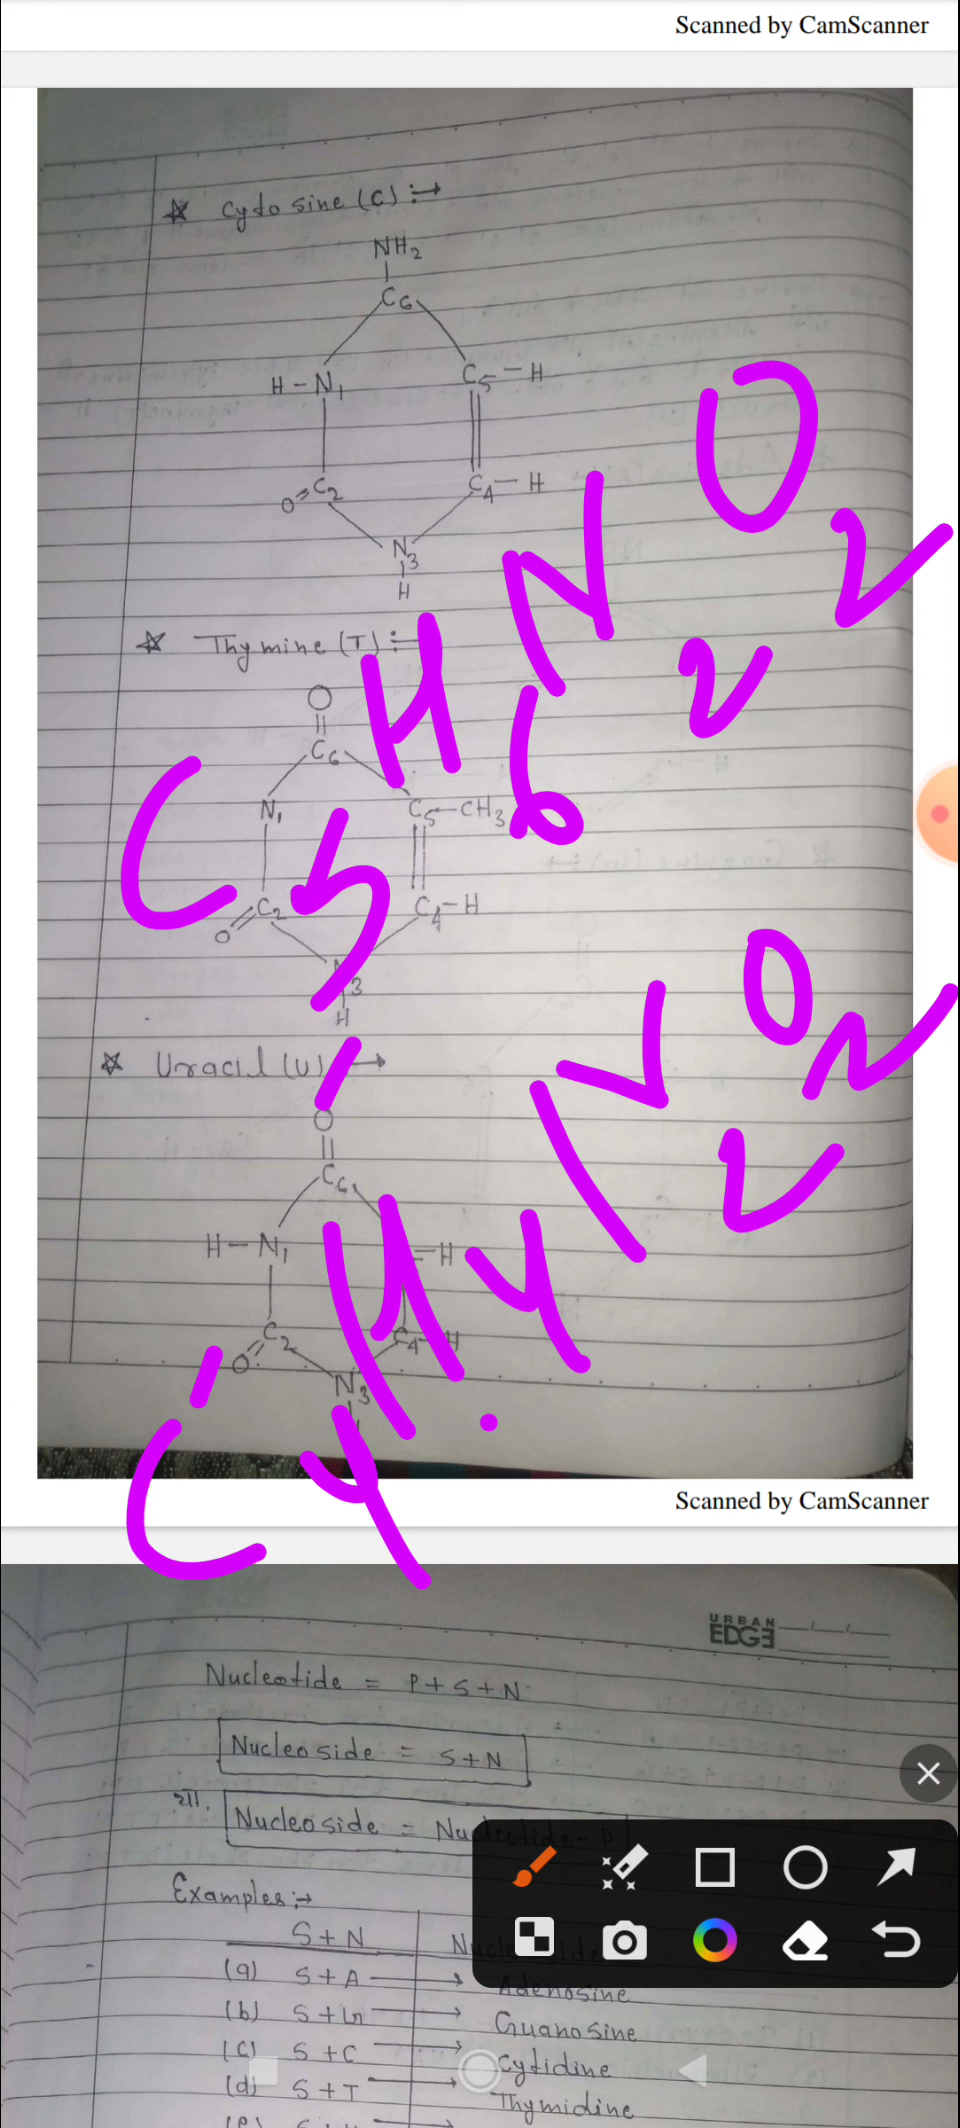 Scanned by CamScanner
Cytosine (C) :→
NH2
C6
H - N1
C5 - H
O=C2
C4 - H
N3
H
Thymine (T) :-
O
C6
N1
C5-CH3
C2
C4-H
O
3
H
C5H6N2O2
Uracil (U) →
O
C6
H - N1
-H
C2
C4-H
O
N3
C4H4N2O2
Scanned by CamScanner
URBAN
EDGE
Nucleotide = P+S+N
Nucleoside = S+N
या. Nucleoside = Nucleotide-P
Examples :→
S+N
(a) S+A → Adenosine
(b) S+G → Guanosine
(C) S+C → Cytidine
(d) S+T → Thymidine